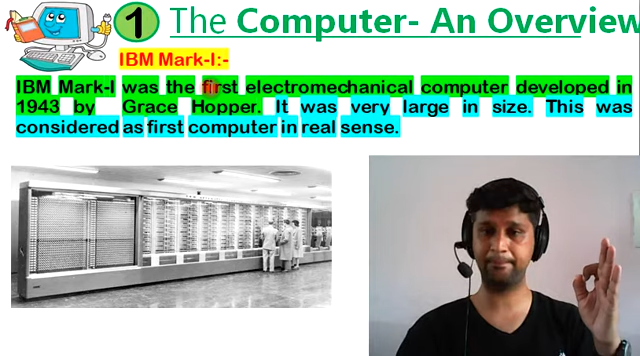 1 The Computer- An Overview
IBM Mark-I:-
IBM Mark-I was the first electromechanical computer developed in
1943 by Grace Hopper. It was very large in size. This was
considered as first computer in real sense.